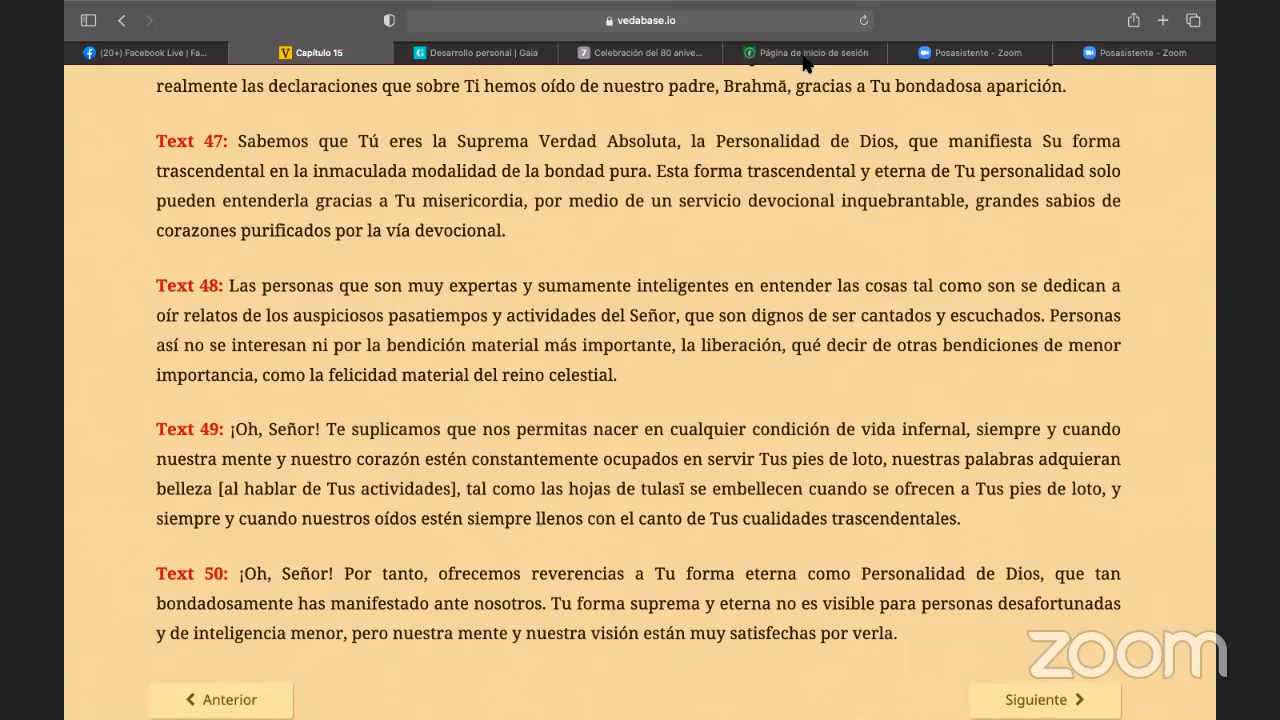 vedabase.io
(20+) Facebook Live | Fa...
Capítulo 15
Desarrollo personal | Gaia
7 Celebración del 80 anive...
Página de inicio de sesión
Posasistente - Zoom
Posasistente - Zoom
realmente las declaraciones que sobre Ti hemos oído de nuestro padre, Brahmā, gracias a Tu bondadosa aparición.
Text 47: Sabemos que Tú eres la Suprema Verdad Absoluta, la Personalidad de Dios, que manifiesta Su forma
trascendental en la inmaculada modalidad de la bondad pura. Esta forma trascendental y eterna de Tu personalidad solo
pueden entenderla gracias a Tu misericordia, por medio de un servicio devocional inquebrantable, grandes sabios de
corazones purificados por la vía devocional.
Text 48: Las personas que son muy expertas y sumamente inteligentes en entender las cosas tal como son se dedican a
oír relatos de los auspiciosos pasatiempos y actividades del Señor, que son dignos de ser cantados y escuchados. Personas
así no se interesan ni por la bendición material más importante, la liberación, qué decir de otras bendiciones de menor
importancia, como la felicidad material del reino celestial.
Text 49: ¡Oh, Señor! Te suplicamos que nos permitas nacer en cualquier condición de vida infernal, siempre y cuando
nuestra mente y nuestro corazón estén constantemente ocupados en servir Tus pies de loto, nuestras palabras adquieran
belleza [al hablar de Tus actividades], tal como las hojas de tulasī se embellecen cuando se ofrecen a Tus pies de loto, y
siempre y cuando nuestros oídos estén siempre llenos con el canto de Tus cualidades trascendentales.
Text 50: ¡Oh, Señor! Por tanto, ofrecemos reverencias a Tu forma eterna como Personalidad de Dios, que tan
bondadosamente has manifestado ante nosotros. Tu forma suprema y eterna no es visible para personas desafortunadas
y de inteligencia menor, pero nuestra mente y nuestra visión están muy satisfechas por verla.
zoom
Anterior
Siguiente